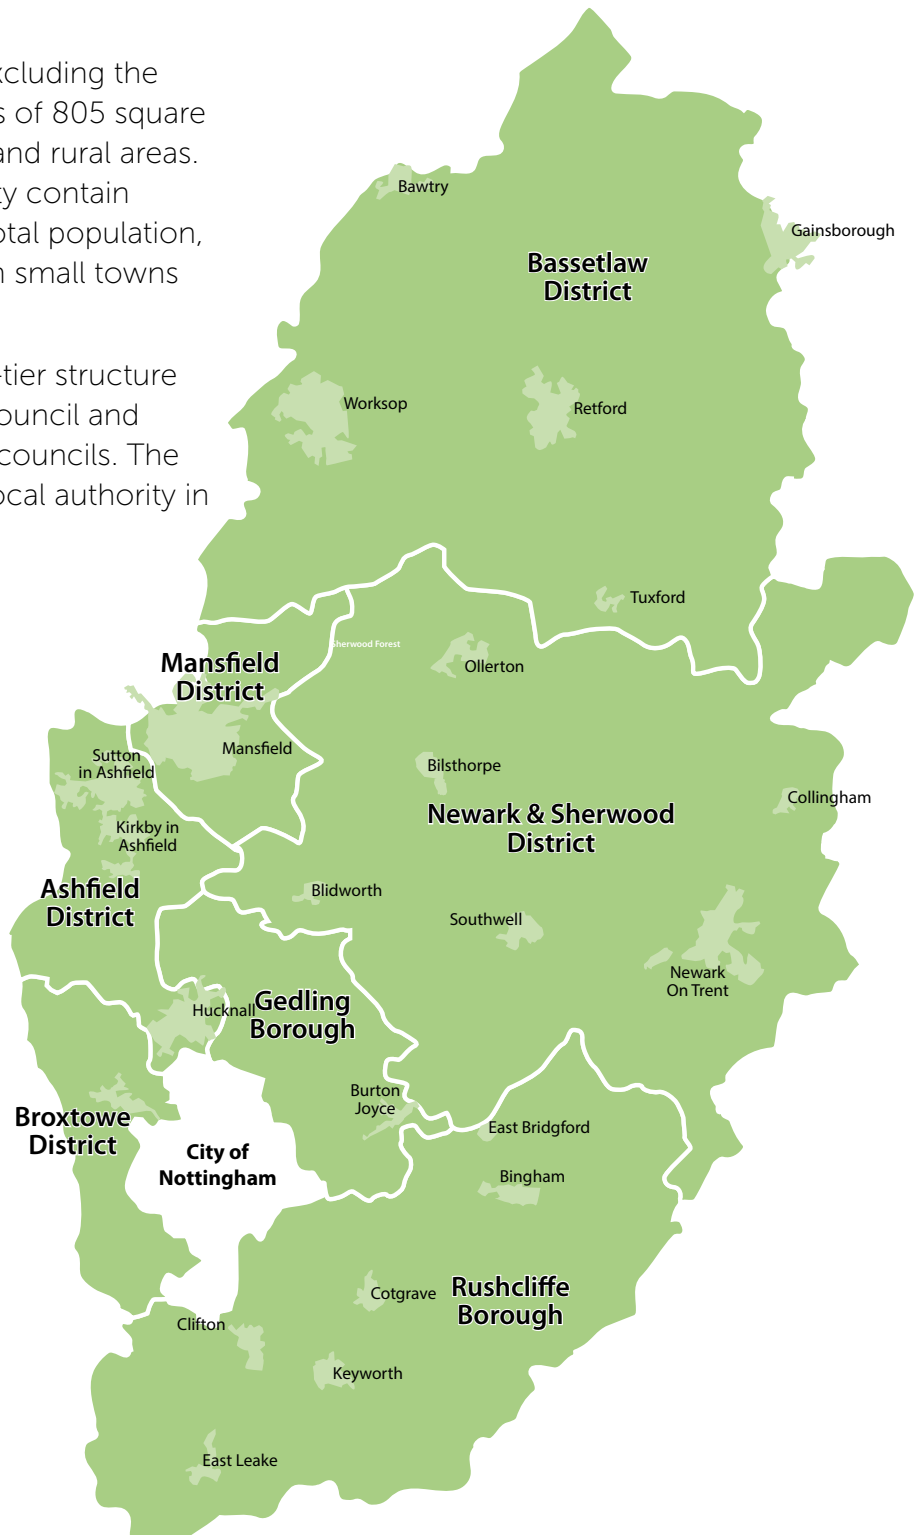 xcluding the
s of 805 square
and rural areas.
ty contain
otal population,
n small towns
-tier structure
ouncil and
councils. The
ocal authority in
Bawtry
Gainsborough
Bassetlaw
District
Worksop
Retford
Tuxford
Sherwood Forest
Mansfield
District
Ollerton
Mansfield
Sutton
in Ashfield
Bilsthorpe
Collingham
Newark & Sherwood
District
Kirkby in
Ashfield
Ashfield
District
Blidworth
Southwell
Newark
On Trent
Hucknall
Gedling
Borough
Burton
Joyce
Broxtowe
District
East Bridgford
City of
Nottingham
Bingham
Cotgrave
Rushcliffe
Borough
Clifton
Keyworth
East Leake